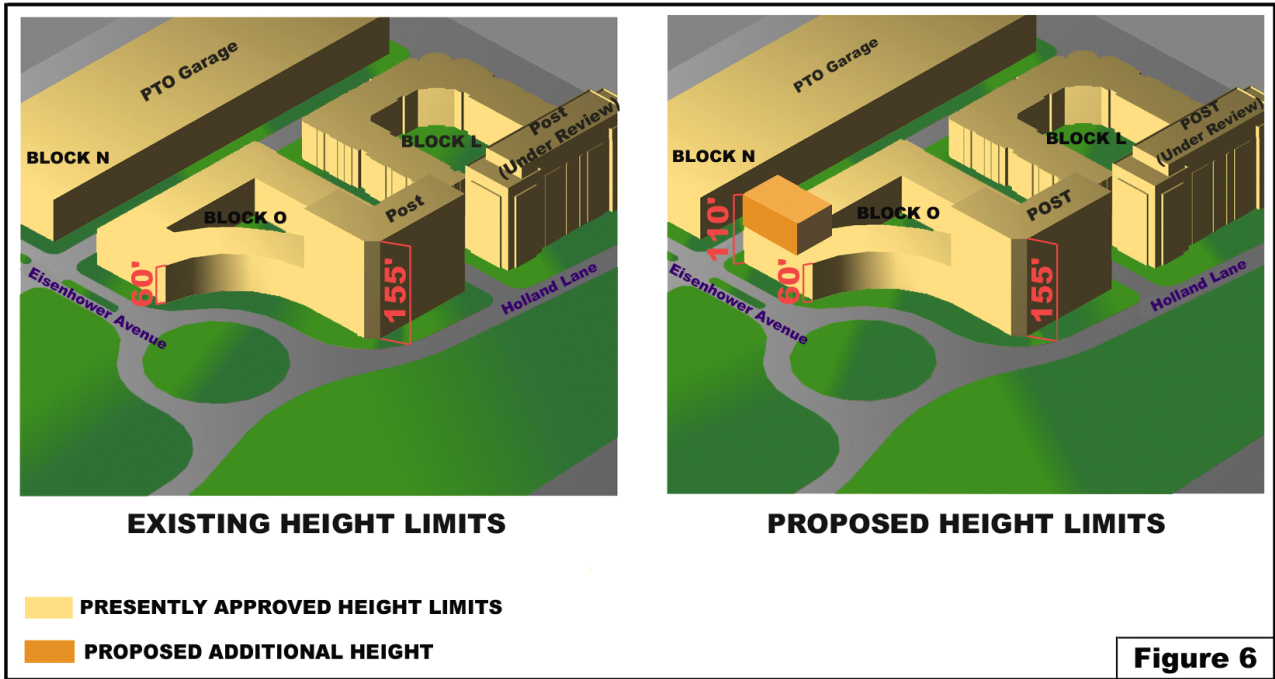 PTO Garage
BLOCK N
BLOCK L
Post
(Under Review)
BLOCK O
Post
60'
155'
Eisenhower Avenue
Holland Lane
EXISTING HEIGHT LIMITS
PTO Garage
BLOCK N
BLOCK L
POST
(Under Review)
BLOCK O
POST
110'
60'
155'
Eisenhower Avenue
Holland Lane
PROPOSED HEIGHT LIMITS
PRESENTLY APPROVED HEIGHT LIMITS
PROPOSED ADDITIONAL HEIGHT
Figure 6